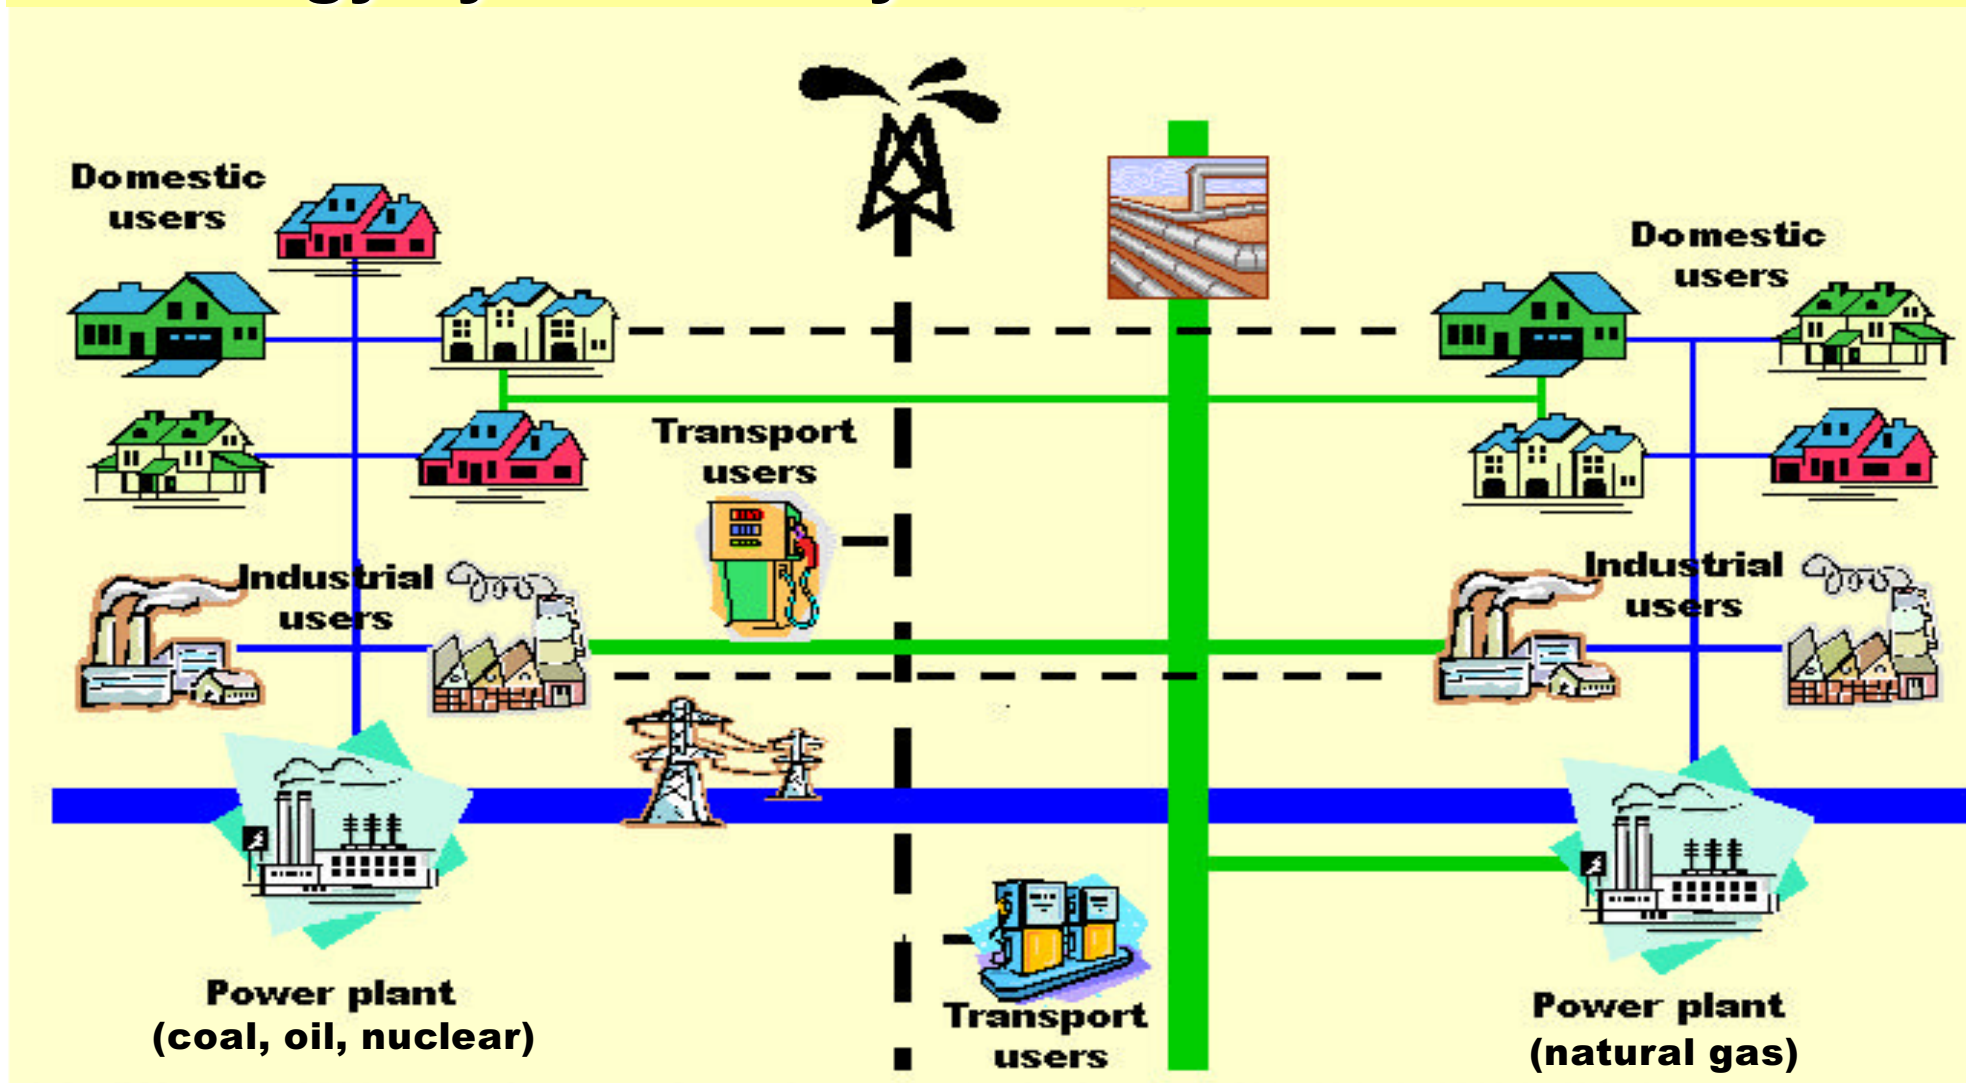 Domestic
users
Domestic
users
Transport
users
Industrial
users
Industrial
users
Power plant
(coal, oil, nuclear)
Transport
users
Power plant
(natural gas)